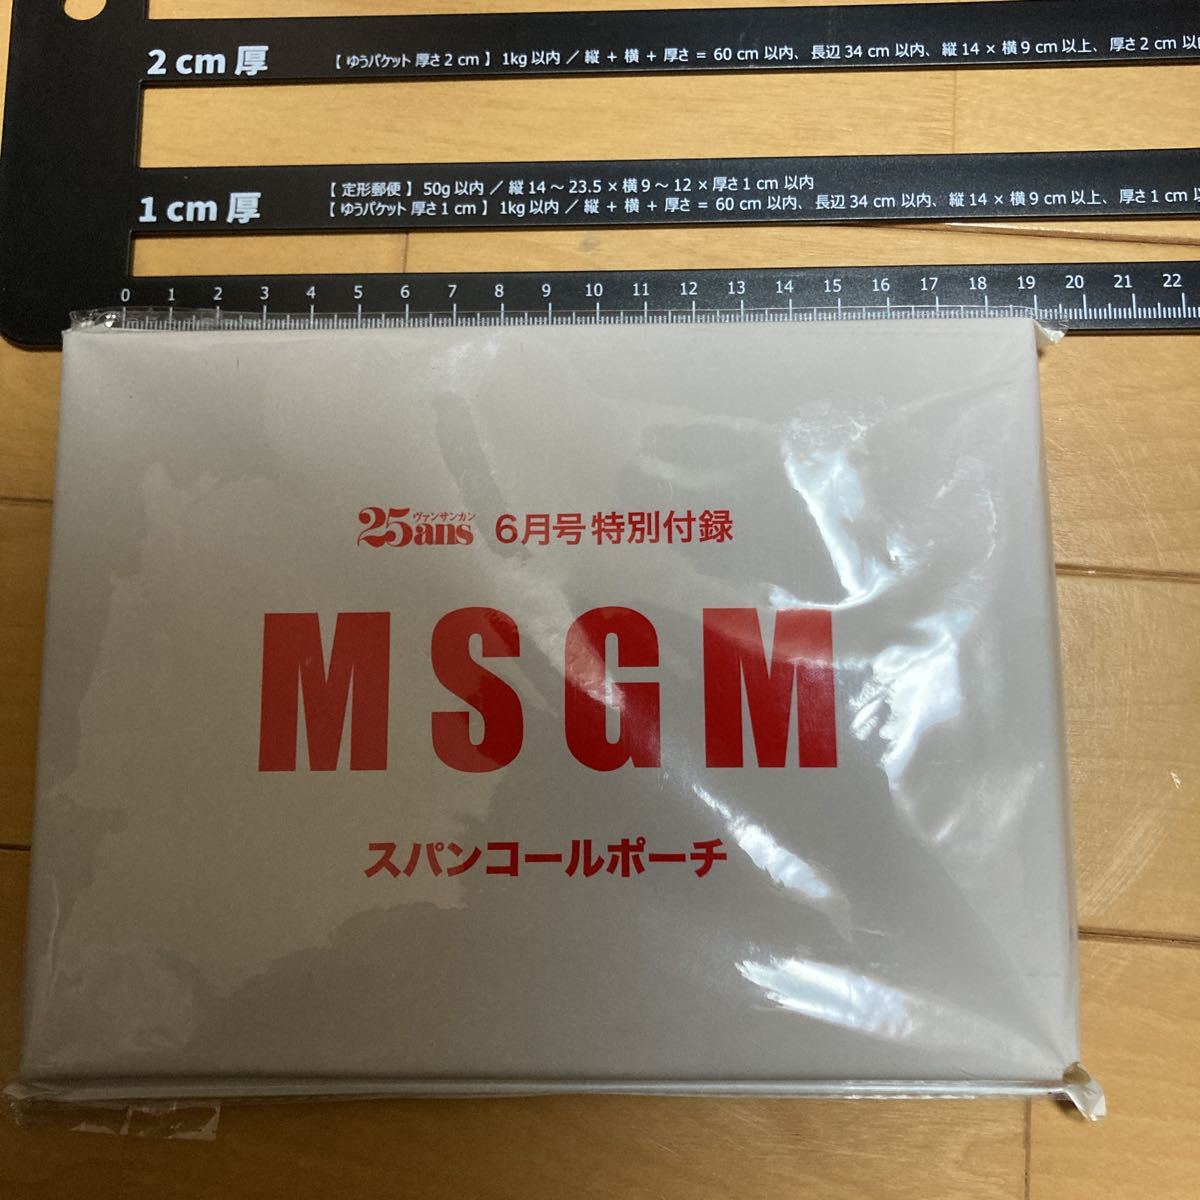 2 cm 厚
【 ゆうパケット 厚さ 2 cm 】 1kg 以内 ／ 縦 + 横 + 厚さ = 60 cm 以内、 長辺 34 cm 以内、 縦 14 × 横 9 cm 以上、 厚さ 2 cm 以
1 cm 厚
【 定形郵便 】 50g 以内 ／ 縦 14 ～ 23.5 × 横 9 ～ 12 × 厚さ 1 cm 以内
【 ゆうパケット 厚さ 1 cm 】 1kg 以内 ／ 縦 + 横 + 厚さ = 60 cm 以内、 長辺 34 cm 以内、 縦 14 × 横 9 cm 以上、 厚さ 1 cm
0 1 2 3 4 5 6 7 8 9 10 11 12 13 14 15 16 17 18 19 20 21 22
ヴァンサンカン
25ans 6月号 特別付録
MSGM
スパンコールポーチ